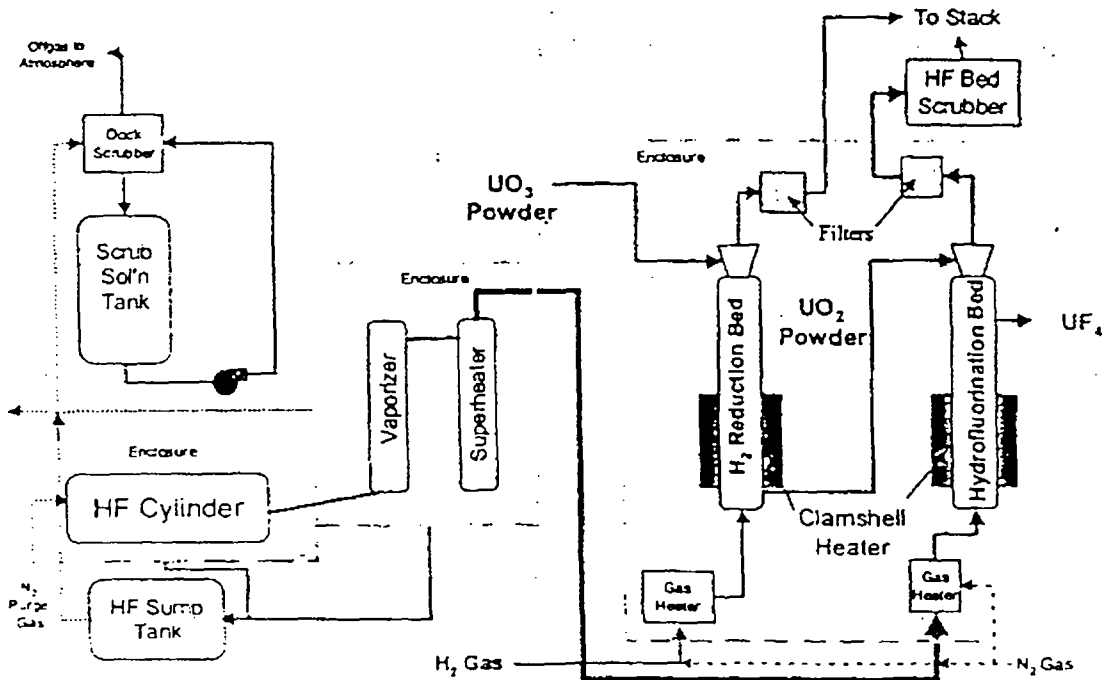 To Stack
Offgas to
Atmosphere
HF Bed
Scrubber
Dock
Scrubber
Enclosure
UO₃
Powder
Filters
Scrub
Sol'n
Tank
Enclosure
Vaporizer
Superheater
H₂ Reduction Bed
UO₂
Powder
Hydrofluorination Bed
UF₄
Enclosure
HF Cylinder
Clamshell
Heater
N₂
Purge
Gas
HF Sump
Tank
Gas
Heater
Gas
Heater
H₂ Gas
N₂ Gas